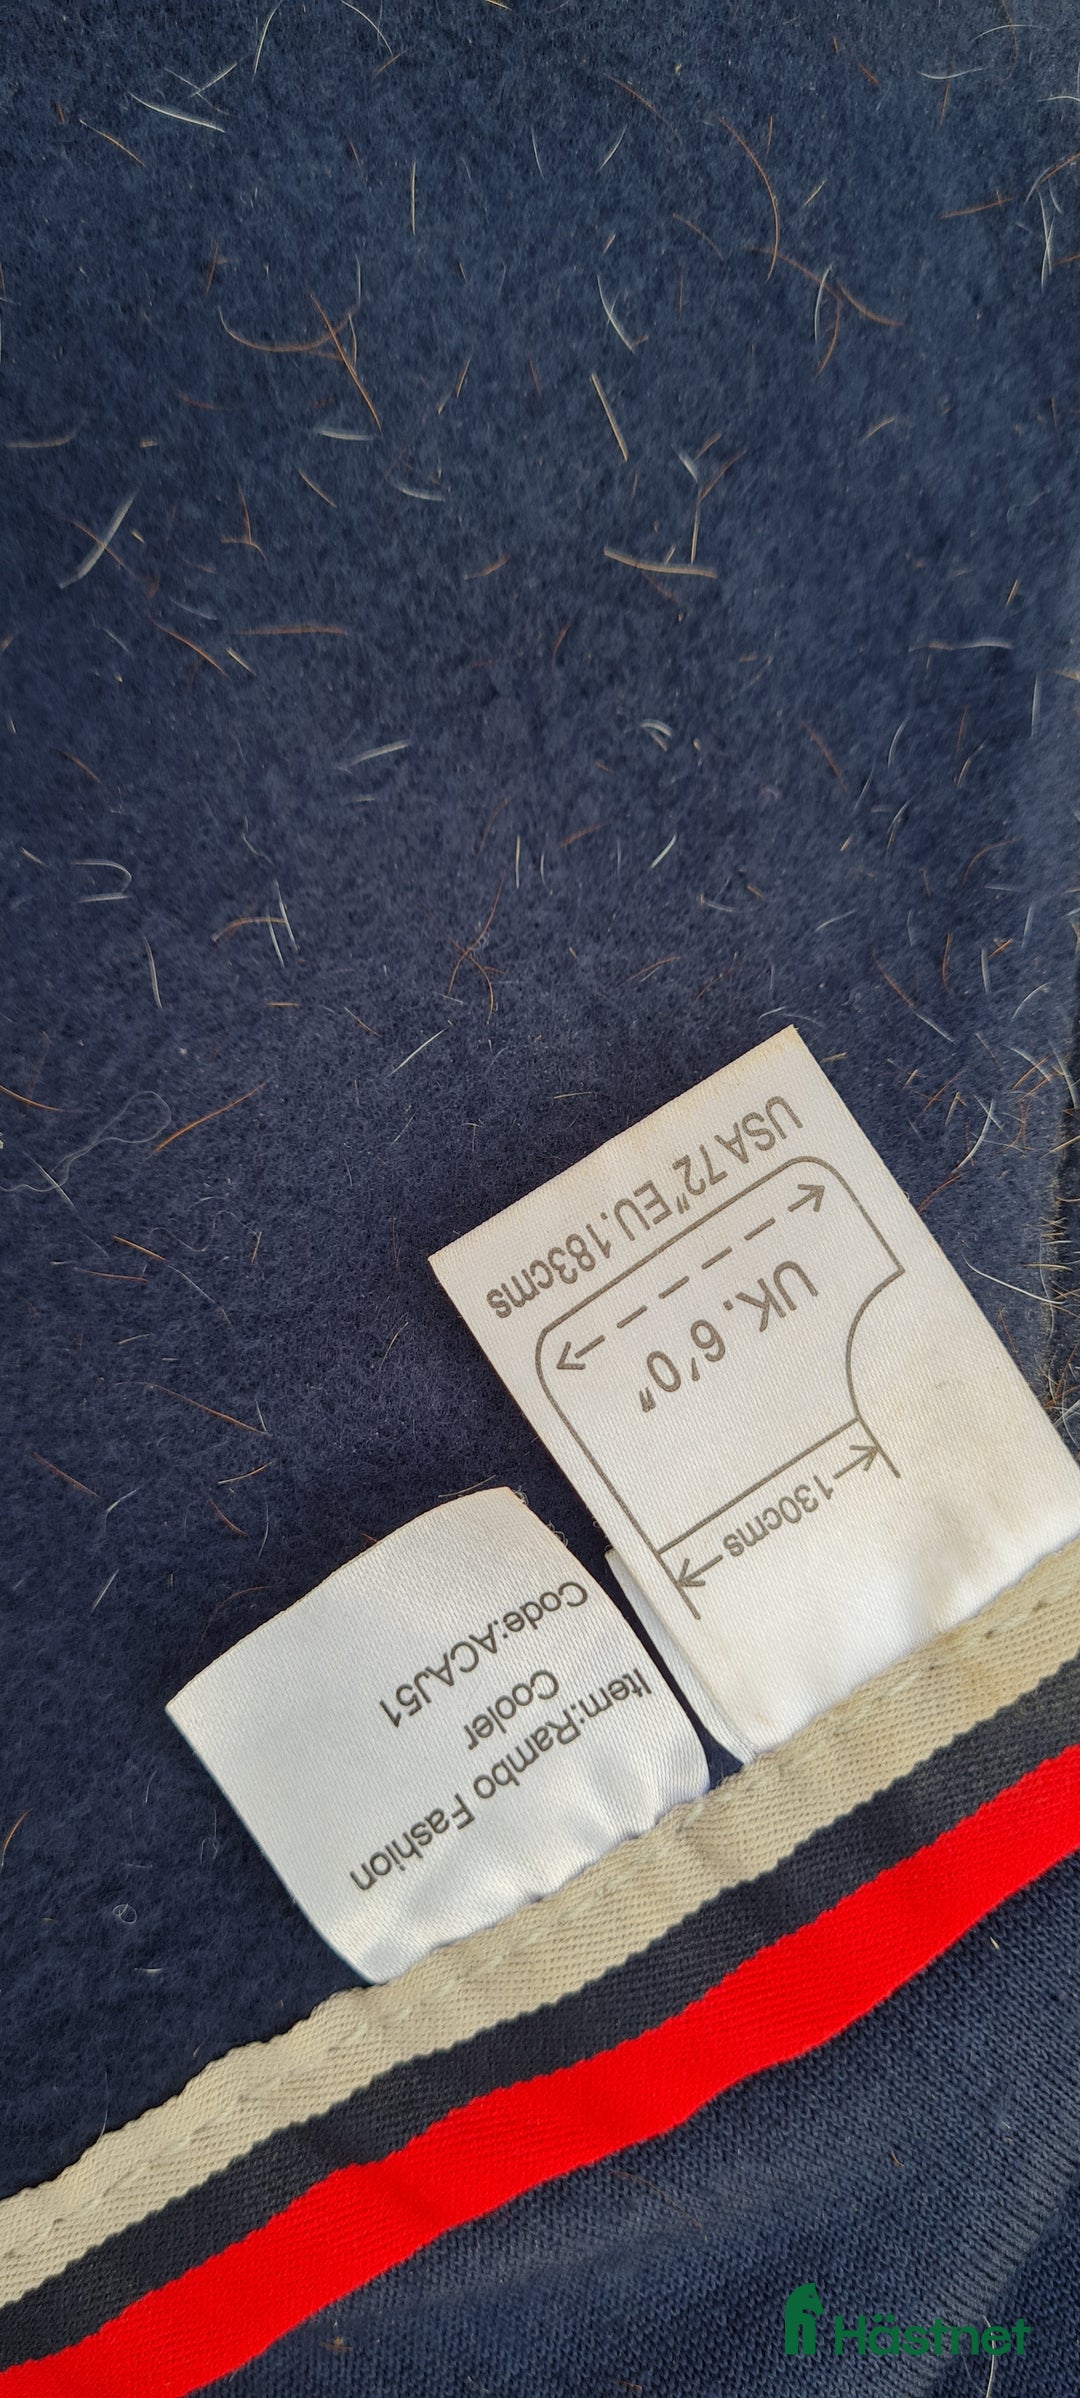 USA 72" EU.183cms
UK. 6'0"
130cms
Item:Rambo Fashion
Cooler
Code:ACAJ51
Hästnet